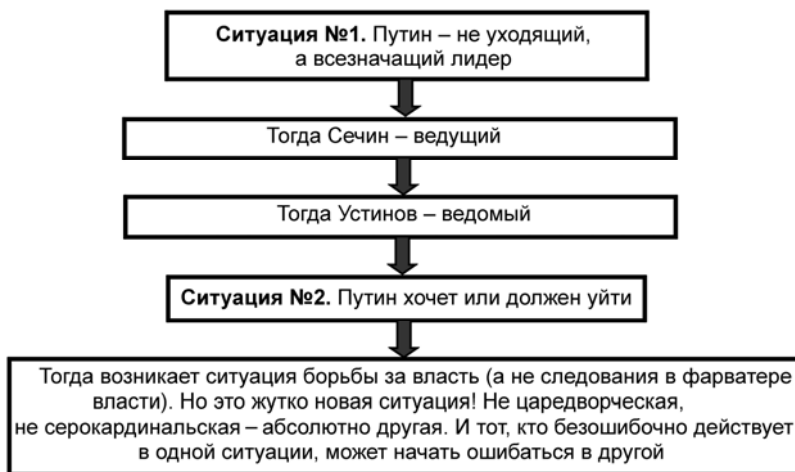 Ситуация №1. Путин – не уходящий,
а всезначащий лидер
Тогда Сечин – ведущий
Тогда Устинов – ведомый
Ситуация №2. Путин хочет или должен уйти
Тогда возникает ситуация борьбы за власть (а не следования в фарватере
власти). Но это жутко новая ситуация! Не царедворческая,
не серокардинальская – абсолютно другая. И тот, кто безошибочно действует
в одной ситуации, может начать ошибаться в другой